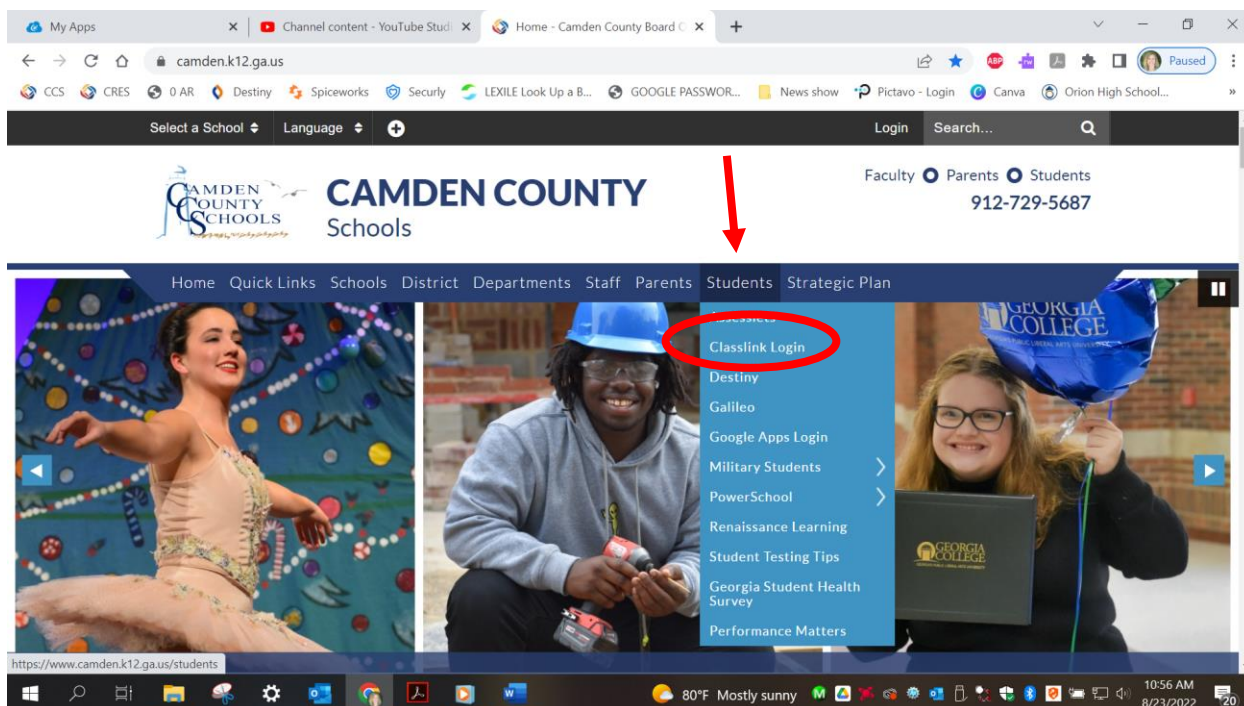 My Apps
Channel content - YouTube Studi
Home - Camden County Board C
camden.k12.ga.us
Paused
CCS CRES 0 AR Destiny Spiceworks Securly LEXILE Look Up a B... GOOGLE PASSWOR... News show Pictavo - Login Canva Orion High School... »
Select a School Language Login Search...
CAMDEN COUNTY SCHOOLS
CAMDEN COUNTY
Schools
Faculty Parents Students
912-729-5687
Home Quick Links Schools District Departments Staff Parents Students Strategic Plan
Classlink Login
Destiny
Galileo
Google Apps Login
Military Students
PowerSchool
Renaissance Learning
Student Testing Tips
Georgia Student Health
Survey
Performance Matters
GEORGIA
COLLEGE
GEORGIA
COLLEGE
https://www.camden.k12.ga.us/students
80°F Mostly sunny
10:56 AM
8/23/2022
20